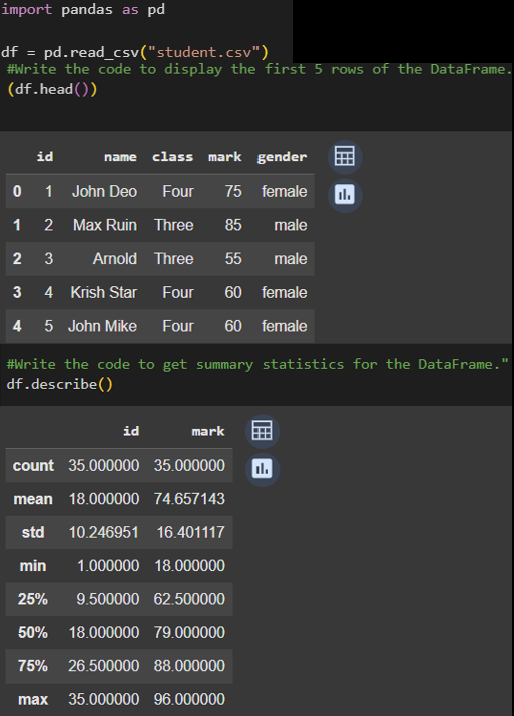 import pandas as pd
df = pd.read_csv("student.csv")
#Write the code to display the first 5 rows of the DataFrame.
(df.head())
id name class mark gender
0 1 John Deo Four 75 female
1 2 Max Ruin Three 85 male
2 3 Arnold Three 55 male
3 4 Krish Star Four 60 female
4 5 John Mike Four 60 female
#Write the code to get summary statistics for the DataFrame."
df.describe()
id mark
count 35.000000 35.000000
mean 18.000000 74.657143
std 10.246951 16.401117
min 1.000000 18.000000
25% 9.500000 62.500000
50% 18.000000 79.000000
75% 26.500000 88.000000
max 35.000000 96.000000